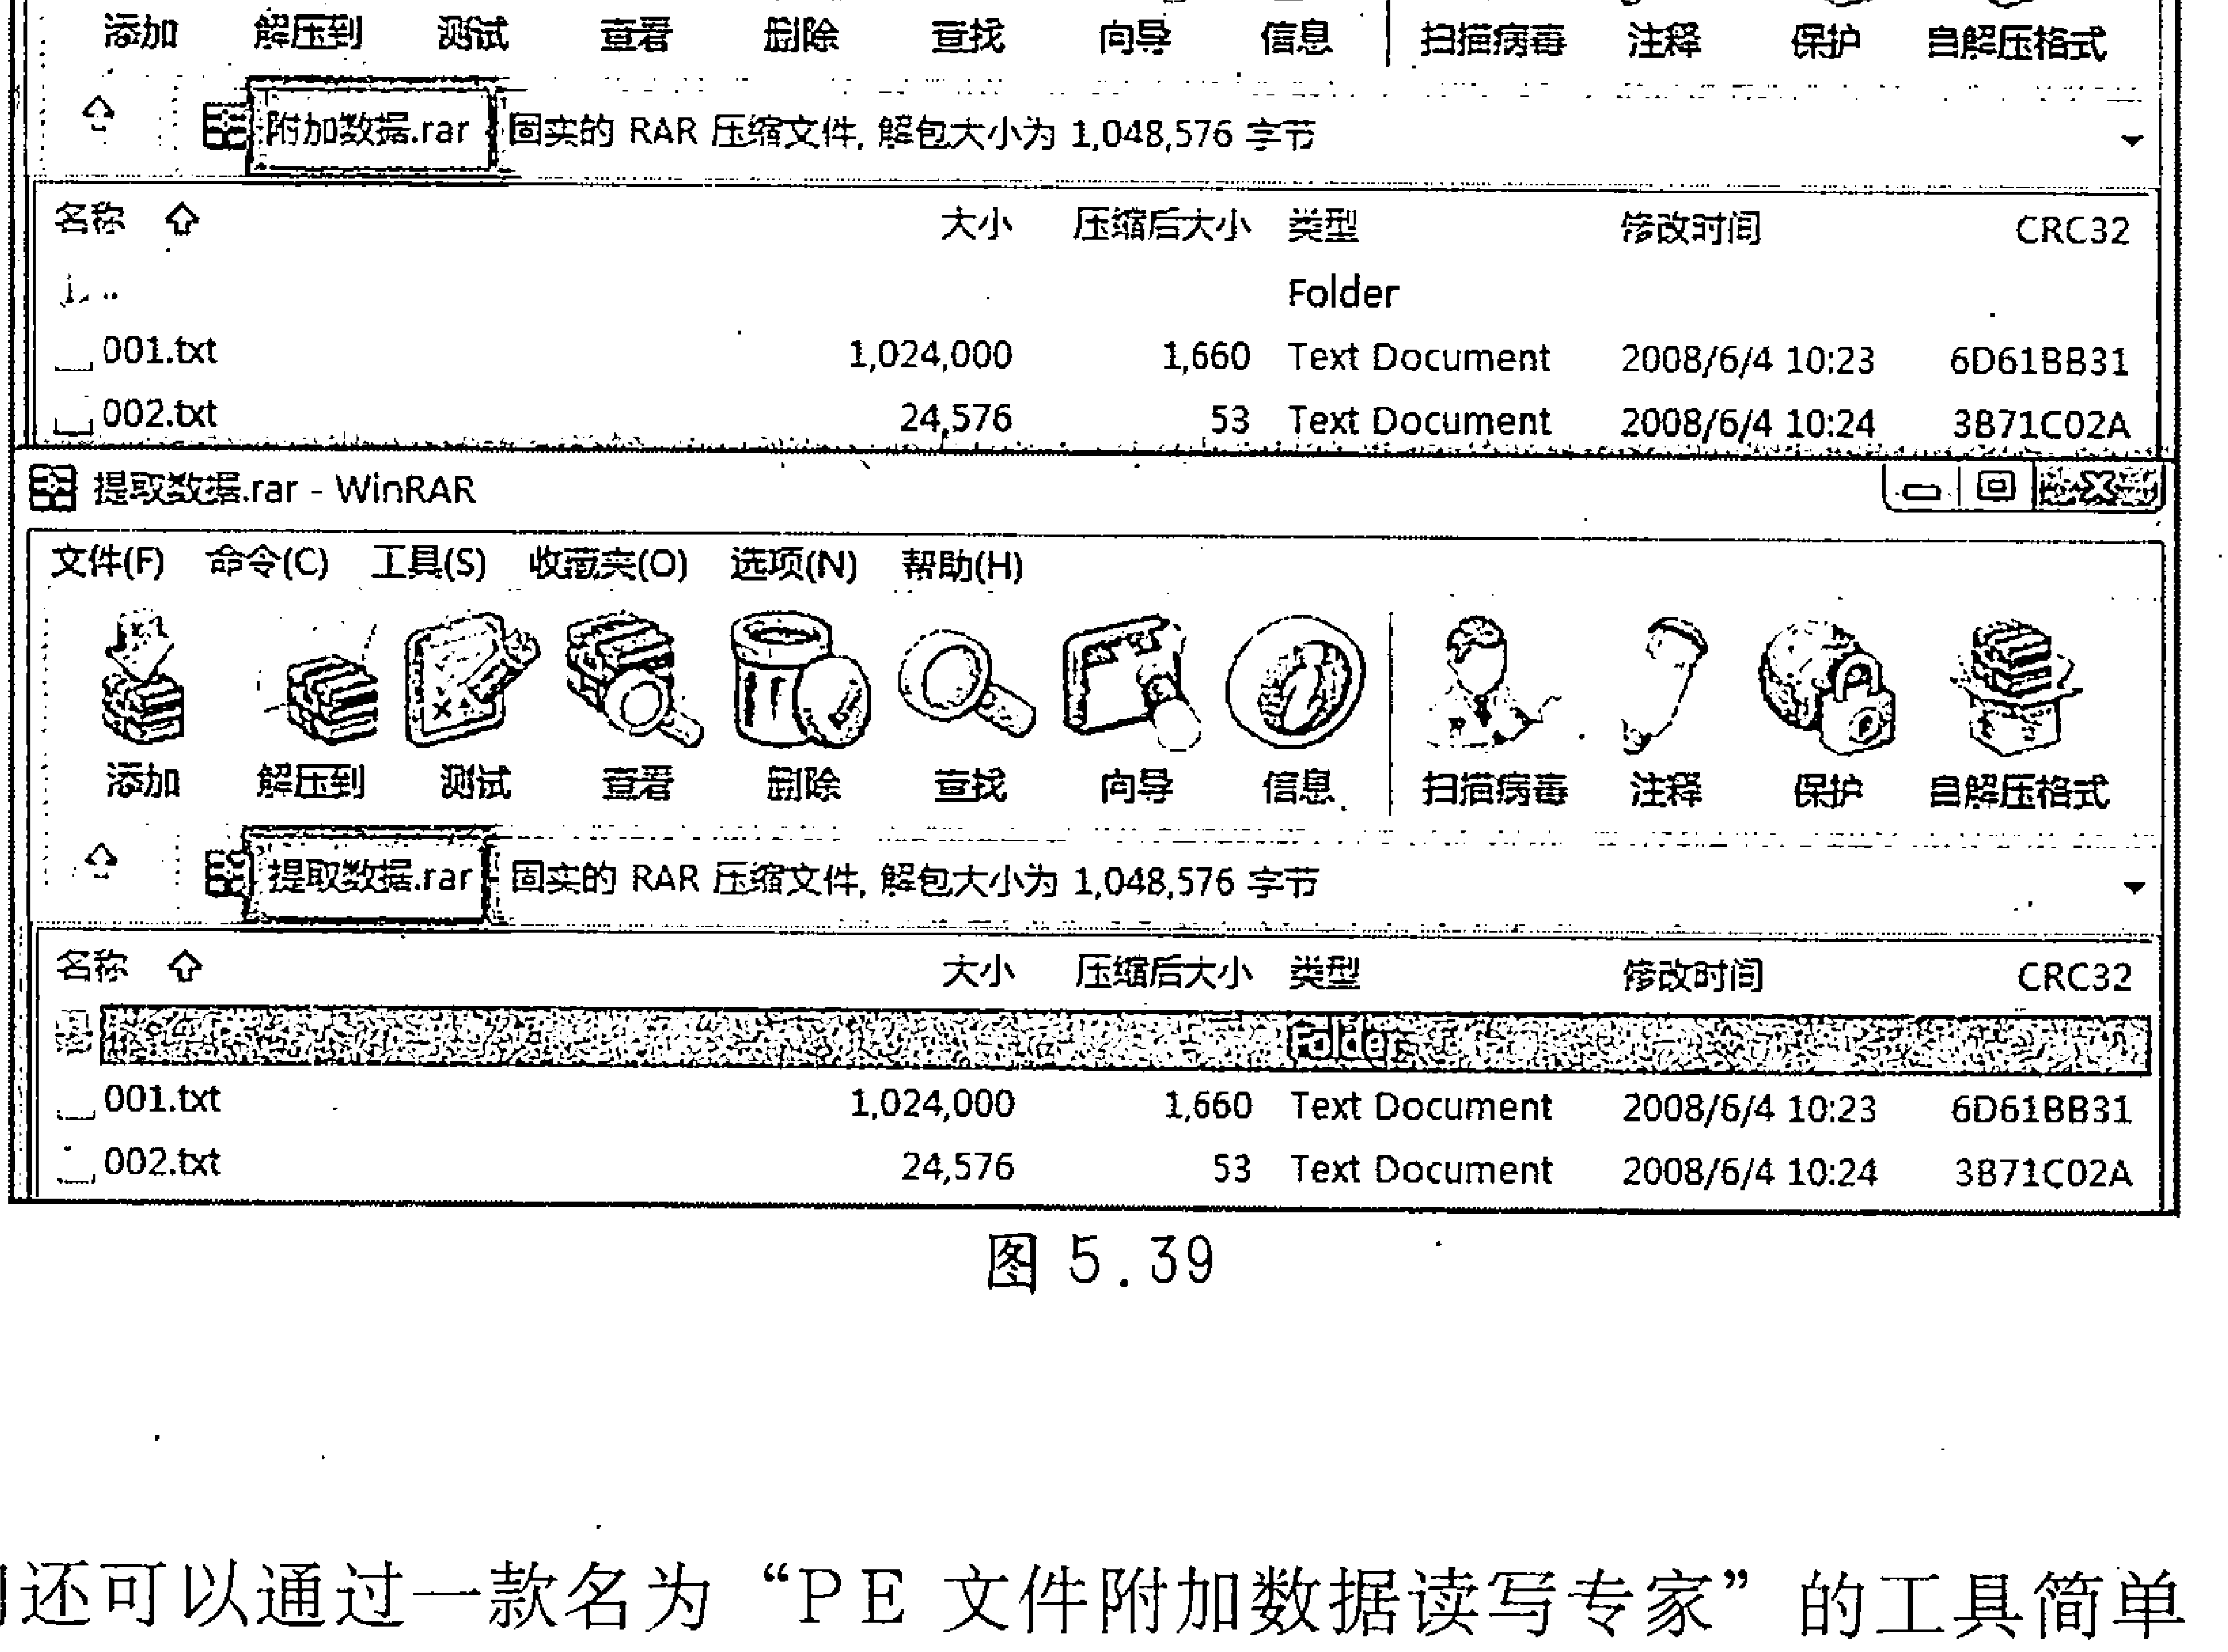 添加 解压到 测试 查看 删除 查找 向导 信息 扫描病毒 注释 保护 自解压格式
附加数据.rar 固实的 RAR 压缩文件, 解包大小为 1,048,576 字节
名称 大小 压缩后大小 类型 修改时间 CRC32
.. Folder
001.txt 1,024,000 1,660 Text Document 2008/6/4 10:23 6D61BB31
002.txt 24,576 53 Text Document 2008/6/4 10:24 3B71C02A
提取数据.rar - WinRAR
文件(F) 命令(C) 工具(S) 收藏夹(O) 选项(N) 帮助(H)
添加 解压到 测试 查看 删除 查找 向导 信息 扫描病毒 注释 保护 自解压格式
提取数据.rar 固实的 RAR 压缩文件, 解包大小为 1,048,576 字节
名称 大小 压缩后大小 类型 修改时间 CRC32
Folder
001.txt 1,024,000 1,660 Text Document 2008/6/4 10:23 6D61BB31
002.txt 24,576 53 Text Document 2008/6/4 10:24 3B71C02A
图 5.39
还可以通过一款名为“PE 文件附加数据读写专家”的工具简单